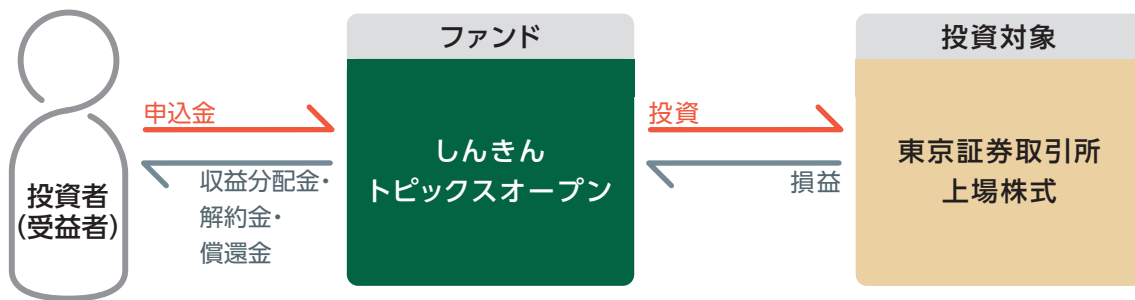 ファンド
投資対象
申込金
投資
しんきん
トピックスオープン
東京証券取引所
上場株式
収益分配金・
解約金・
償還金
損益
投資者
(受益者)